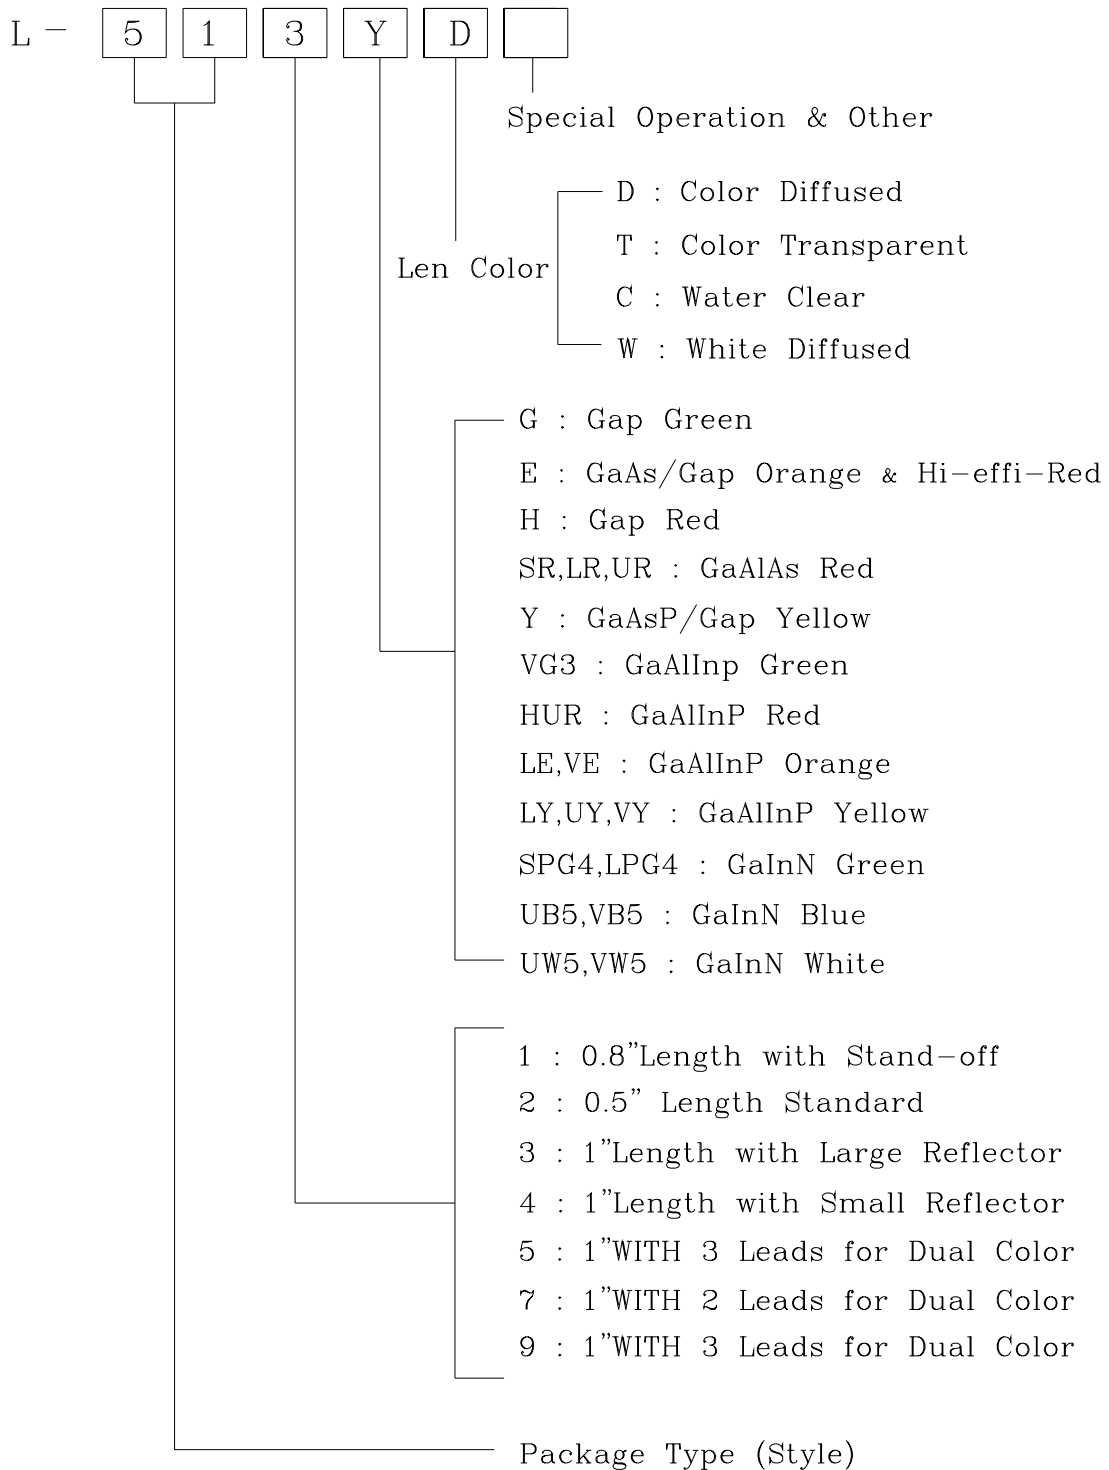 L- 5 1 3 Y D
Special Operation & Other
D : Color Diffused
T : Color Transparent
Len Color
C : Water Clear
W : White Diffused
G : Gap Green
E : GaAs/Gap Orange & Hi-effi-Red
H : Gap Red
SR,LR,UR : GaAlAs Red
Y : GaAsP/Gap Yellow
VG3 : GaAlInp Green
HUR : GaAlInP Red
LE,VE : GaAlInP Orange
LY,UY,VY : GaAlInP Yellow
SPG4,LPG4 : GaInN Green
UB5,VB5 : GaInN Blue
UW5,VW5 : GaInN White
1 : 0.8”Length with Stand-off
2 : 0.5” Length Standard
3 : 1”Length with Large Reflector
4 : 1”Length with Small Reflector
5 : 1”WITH 3 Leads for Dual Color
7 : 1”WITH 2 Leads for Dual Color
9 : 1”WITH 3 Leads for Dual Color
Package Type (Style)